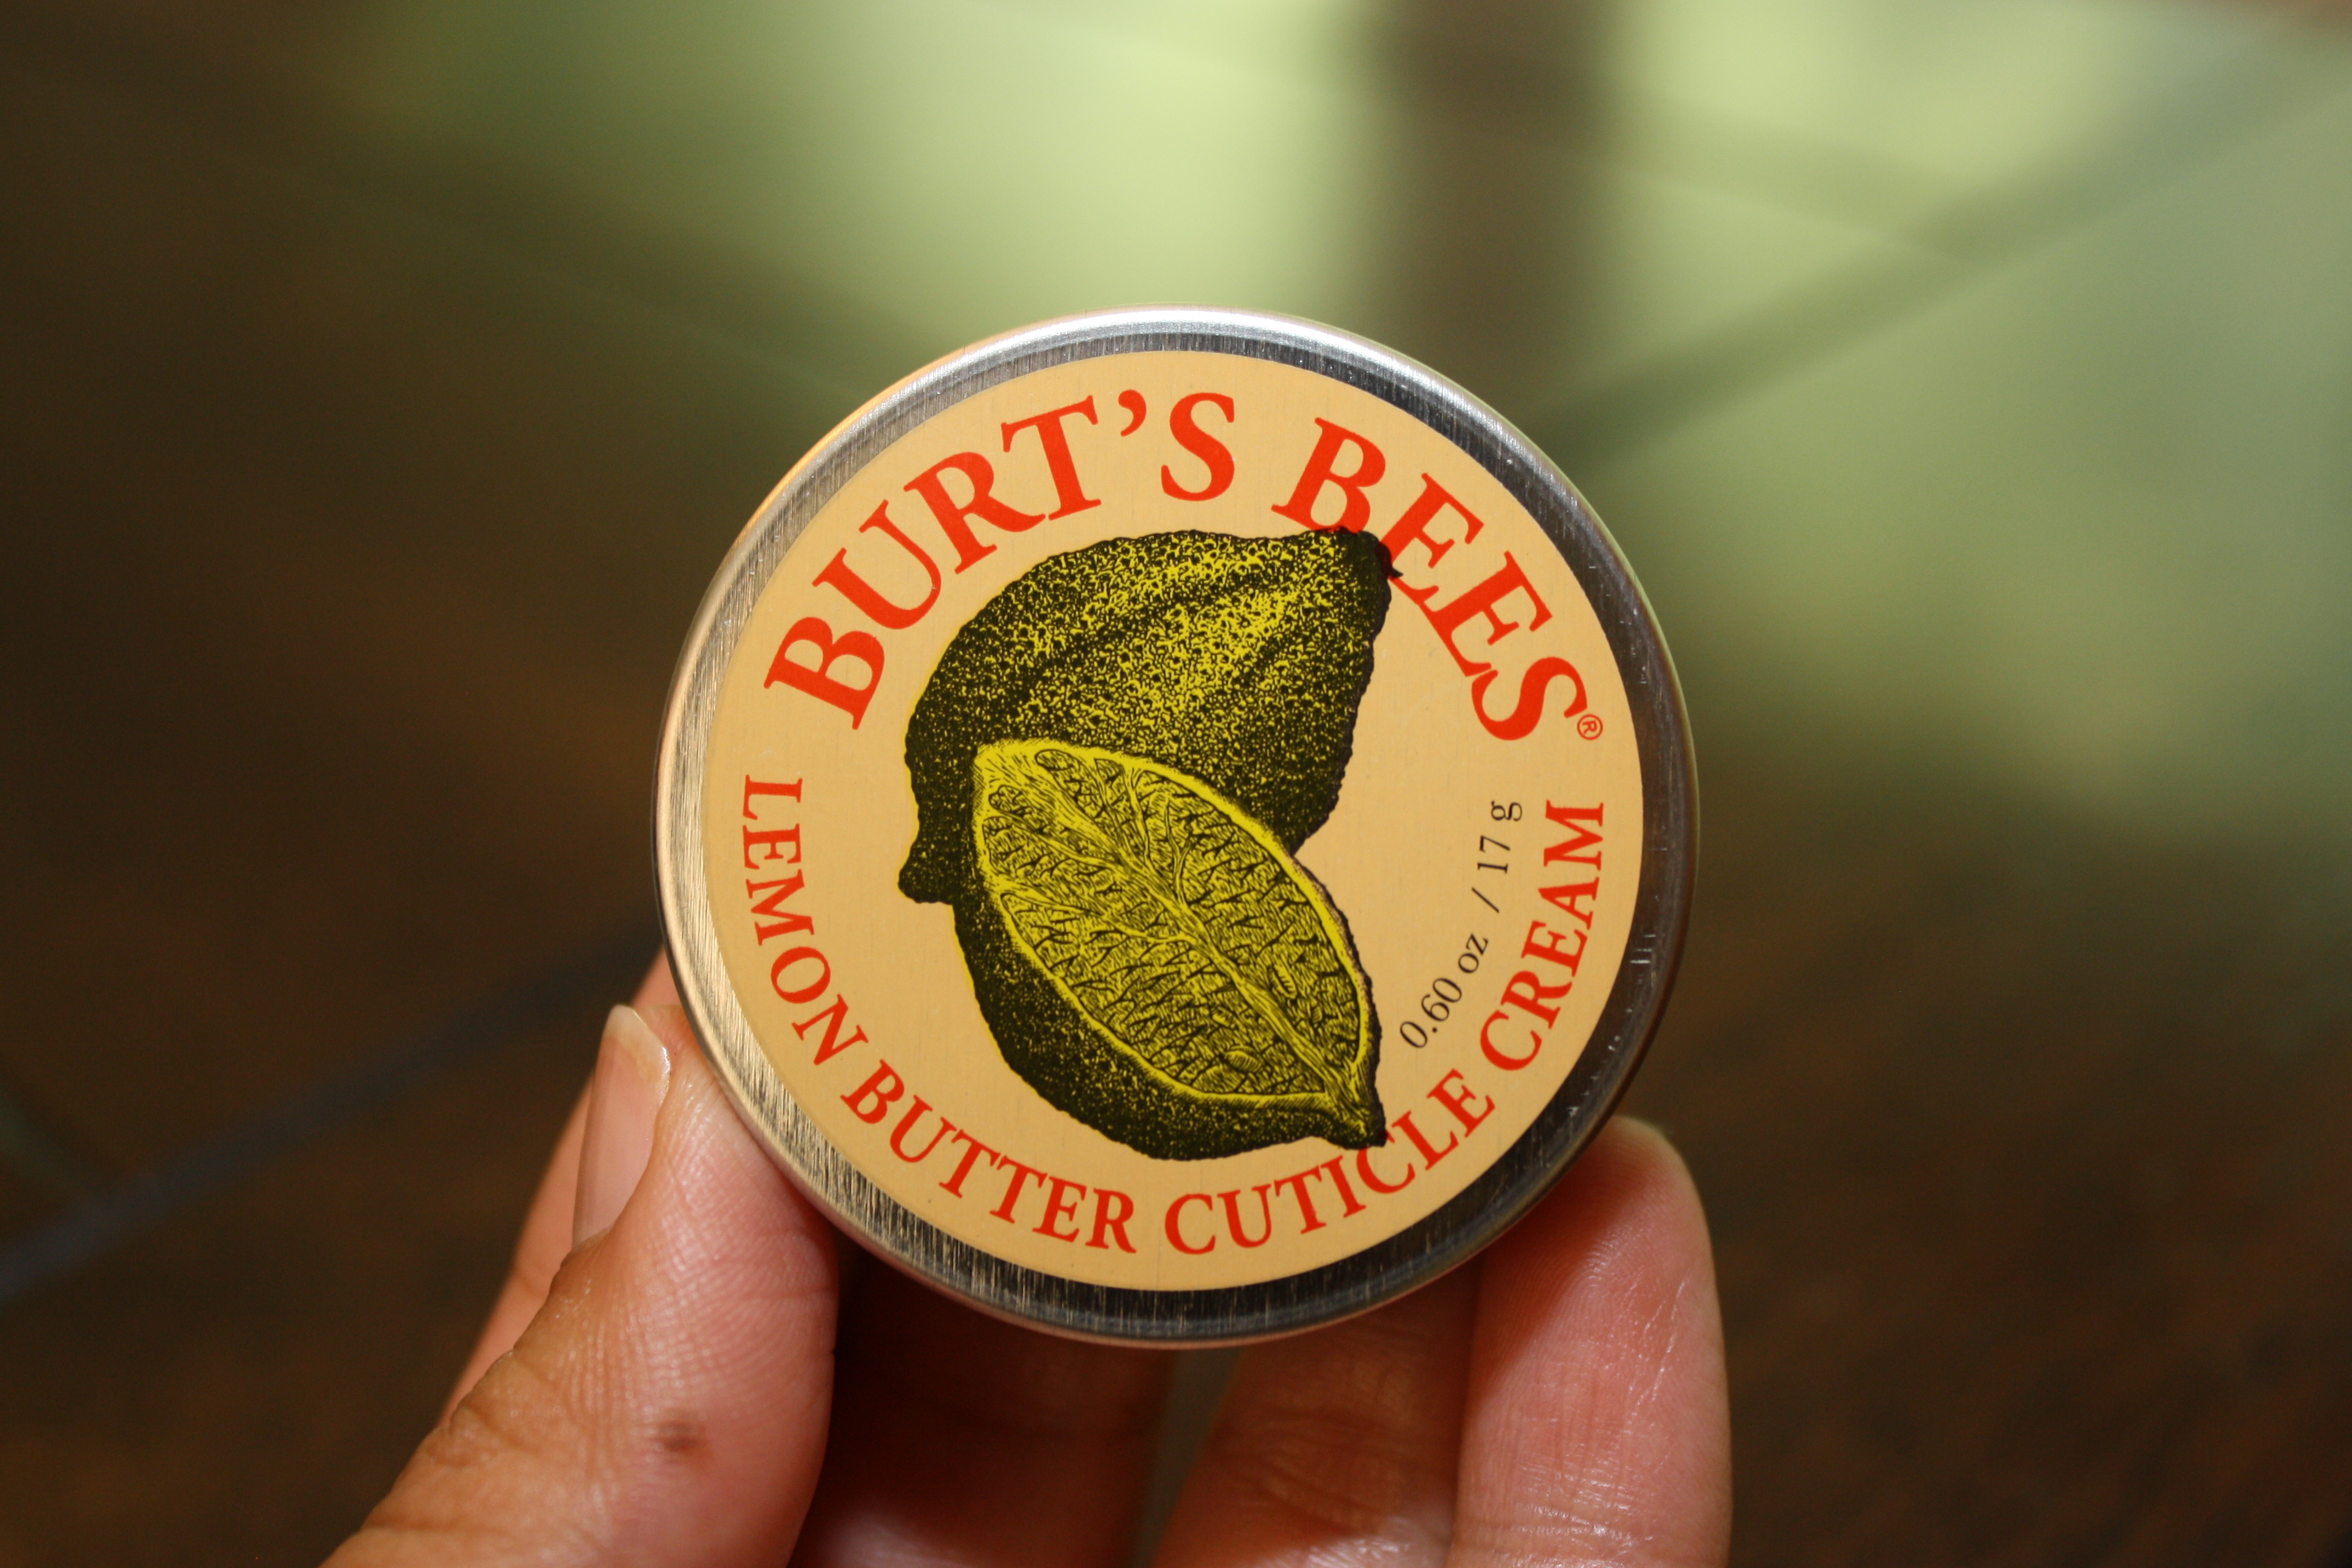 BURT'S BEES®
0.60 oz / 17 g
LEMON BUTTER CUTICLE CREAM